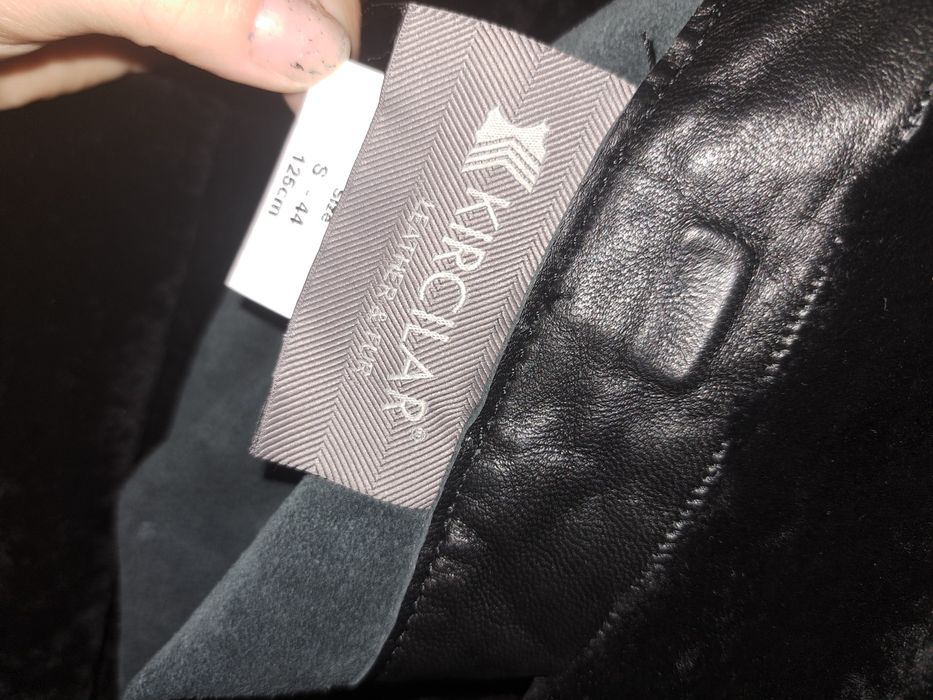 KIRCILAR®
LEATHER & FUR
Size
S - 44
125cm